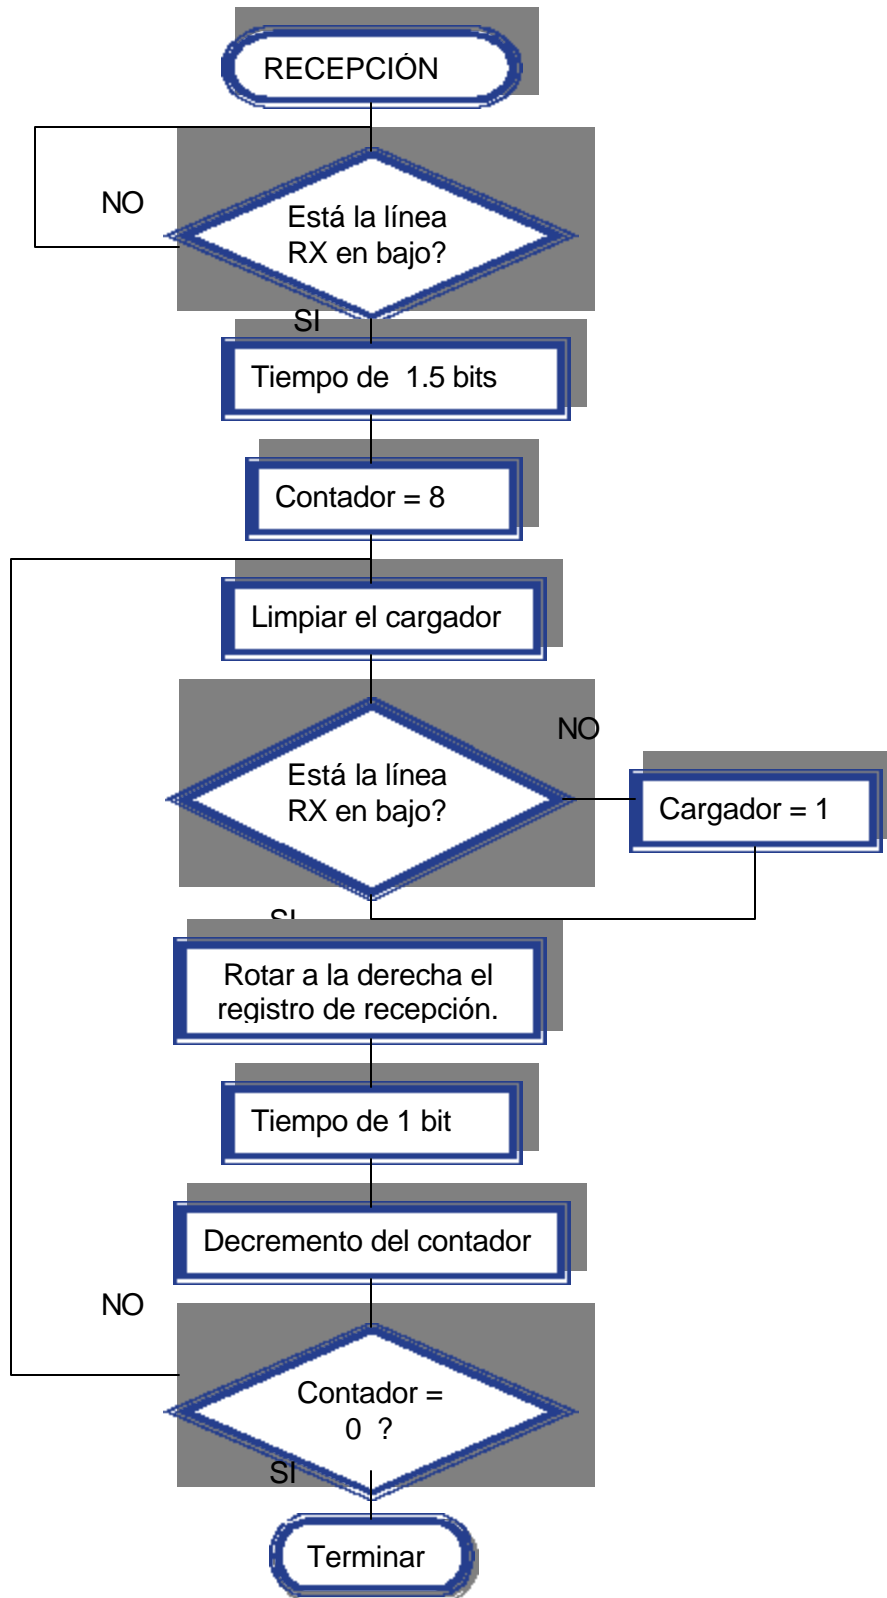 RECEPCIÓN
NO
Está la línea
RX en bajo?
SI
Tiempo de 1.5 bits
Contador = 8
Limpiar el cargador
NO
Está la línea
RX en bajo?
Cargador = 1
SI
Rotar a la derecha el
registro de recepción.
Tiempo de 1 bit
Decremento del contador
NO
Contador =
0 ?
SI
Terminar